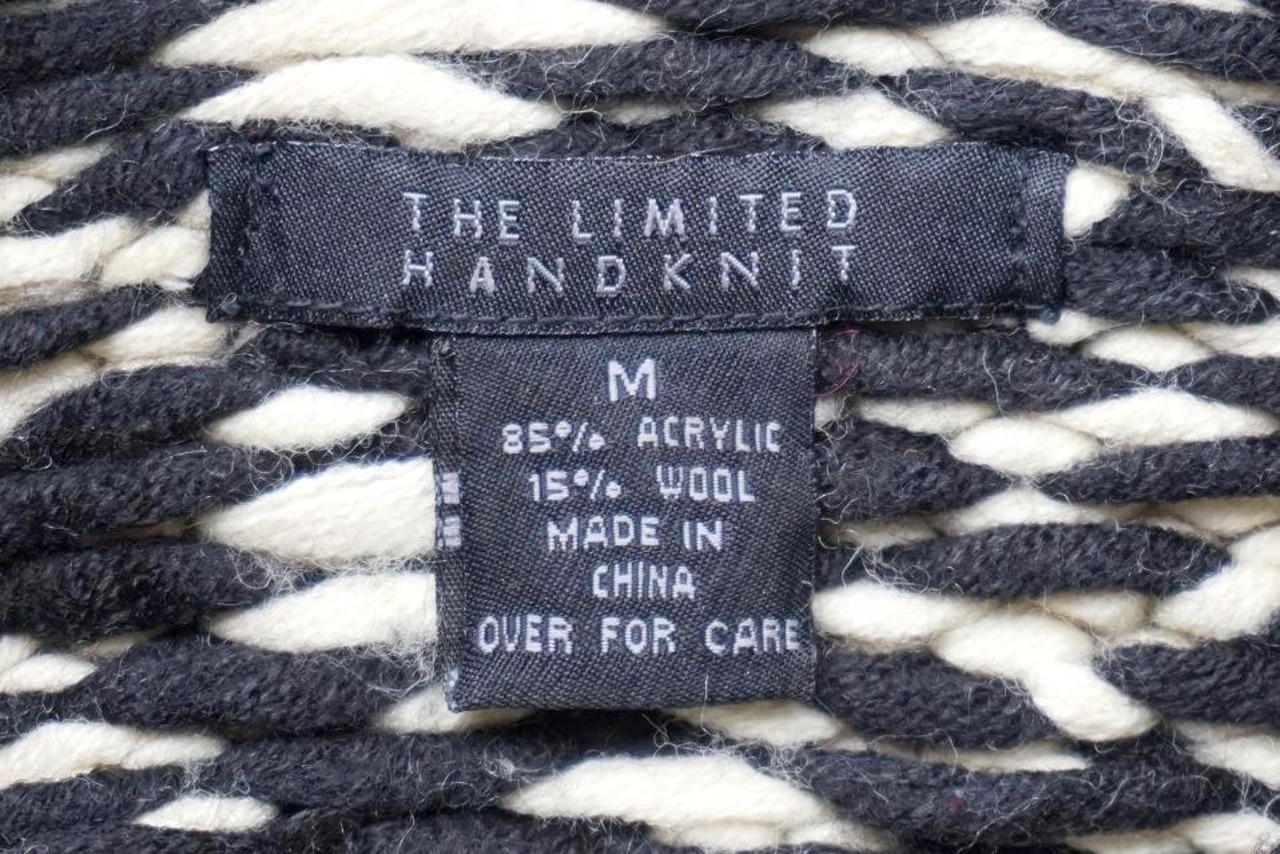 THE LIMITED
HANDKNIT
M
85% ACRYLIC
15% WOOL
MADE IN
CHINA
OVER FOR CARE